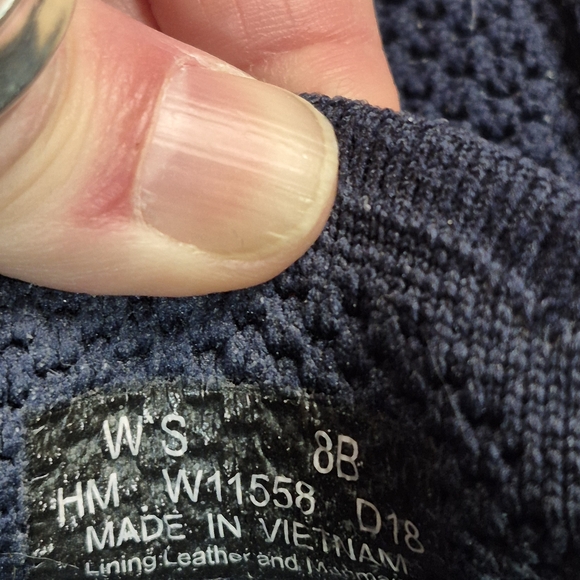 W'S 8B
HM W11558 D18
MADE IN VIETNAM
Lining:Leather and